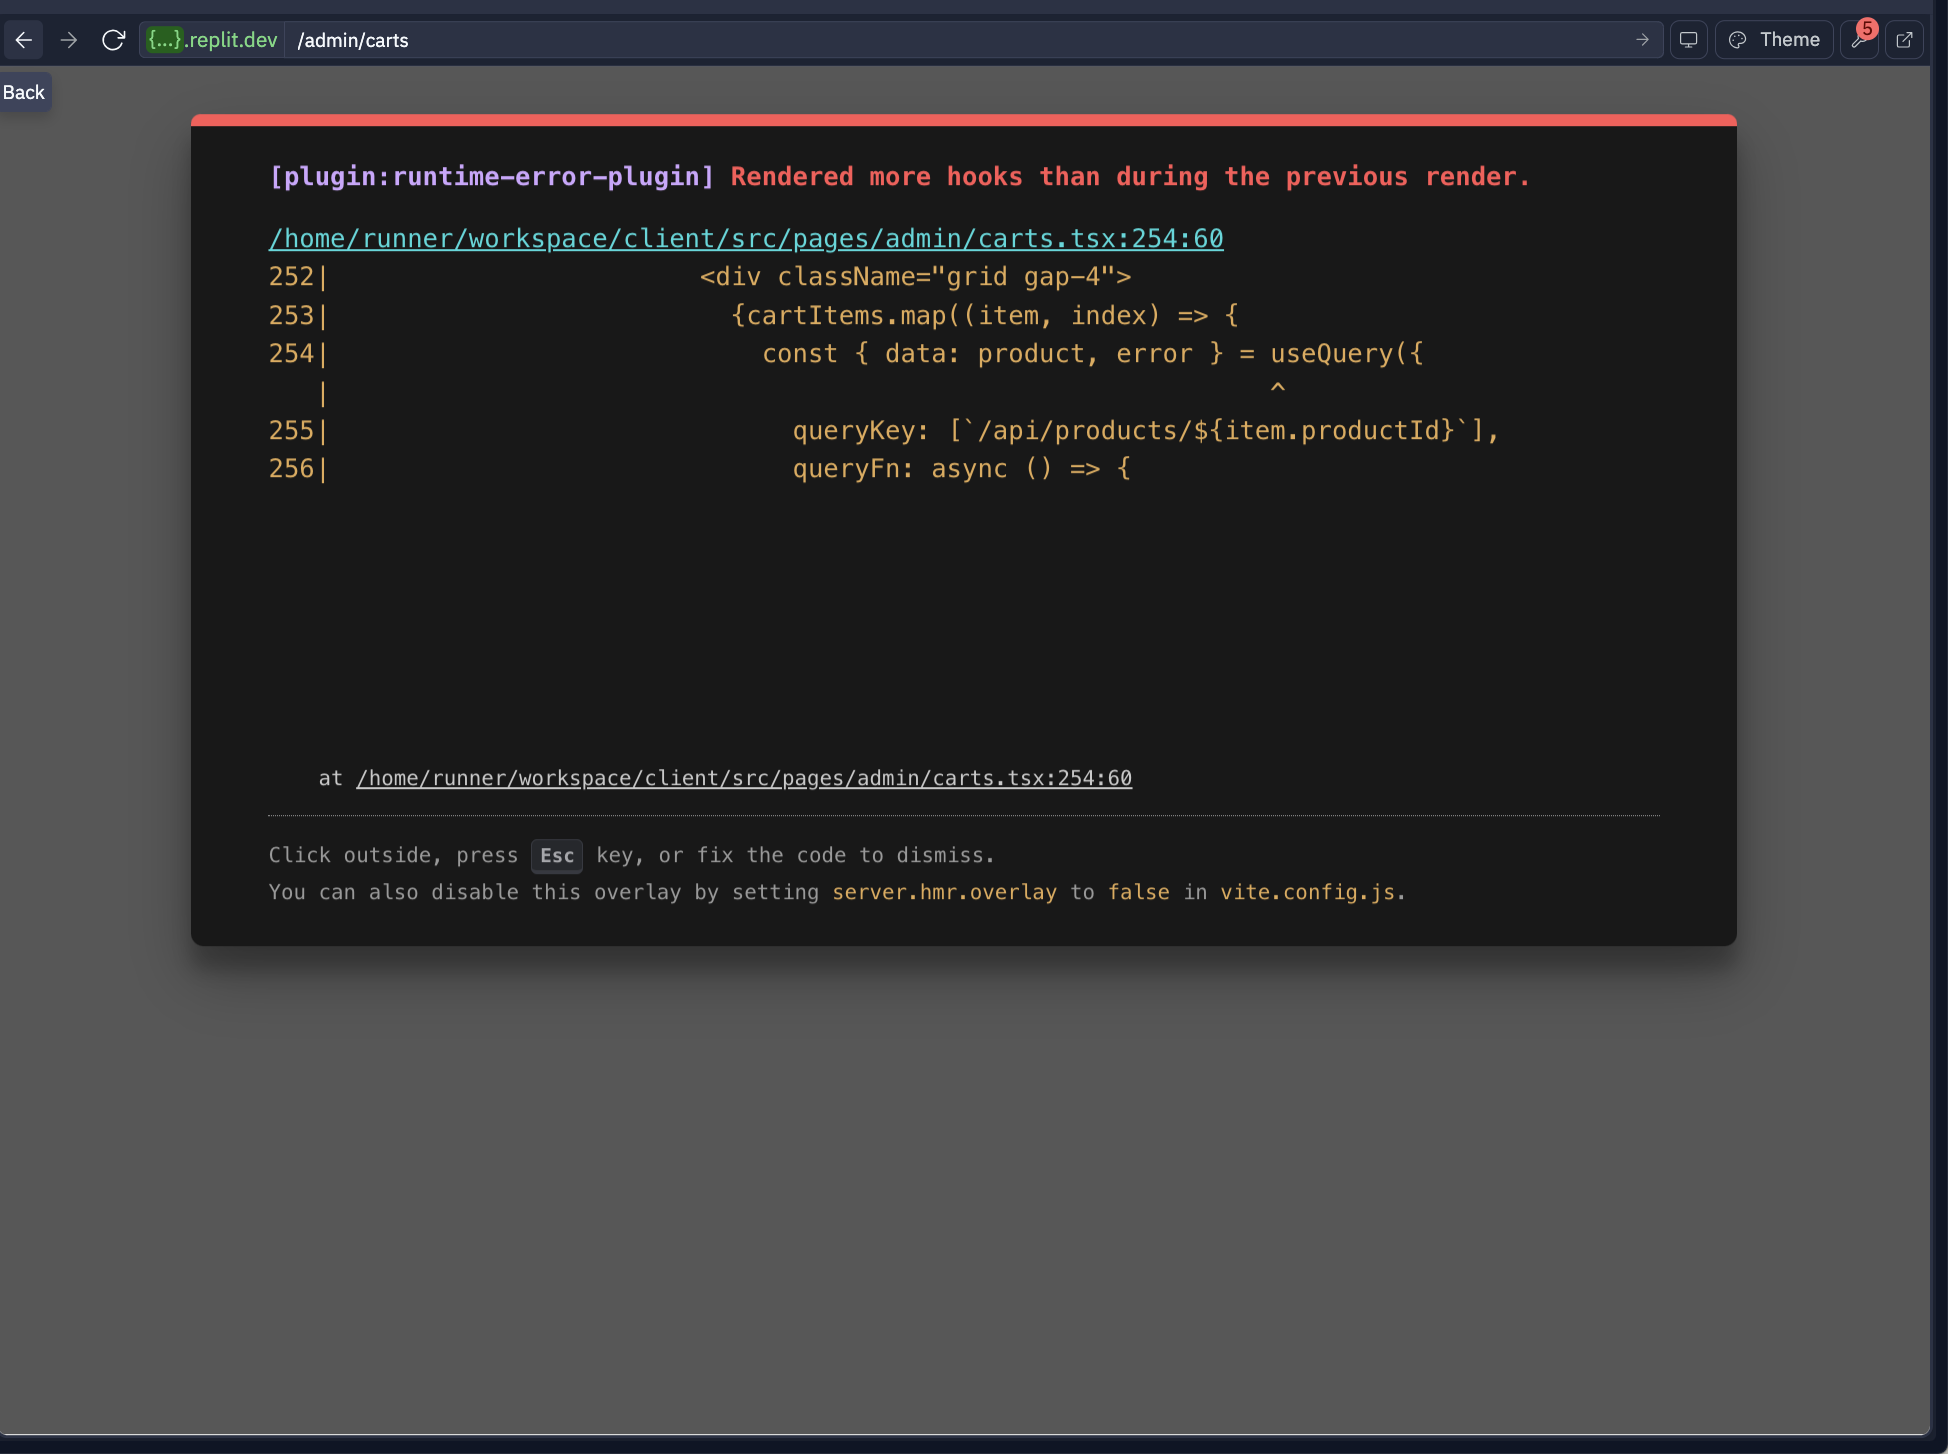 {...}.replit.dev /admin/carts Theme 5
Back
[plugin:runtime-error-plugin] Rendered more hooks than during the previous render.
/home/runner/workspace/client/src/pages/admin/carts.tsx:254:60
252|                        <div className="grid gap-4">
253|                          {cartItems.map((item, index) => {
254|                            const { data: product, error } = useQuery({
   |                                                             ^
255|                              queryKey: [`/api/products/${item.productId}`],
256|                              queryFn: async () => {
at /home/runner/workspace/client/src/pages/admin/carts.tsx:254:60
Click outside, press Esc key, or fix the code to dismiss.
You can also disable this overlay by setting server.hmr.overlay to false in vite.config.js.